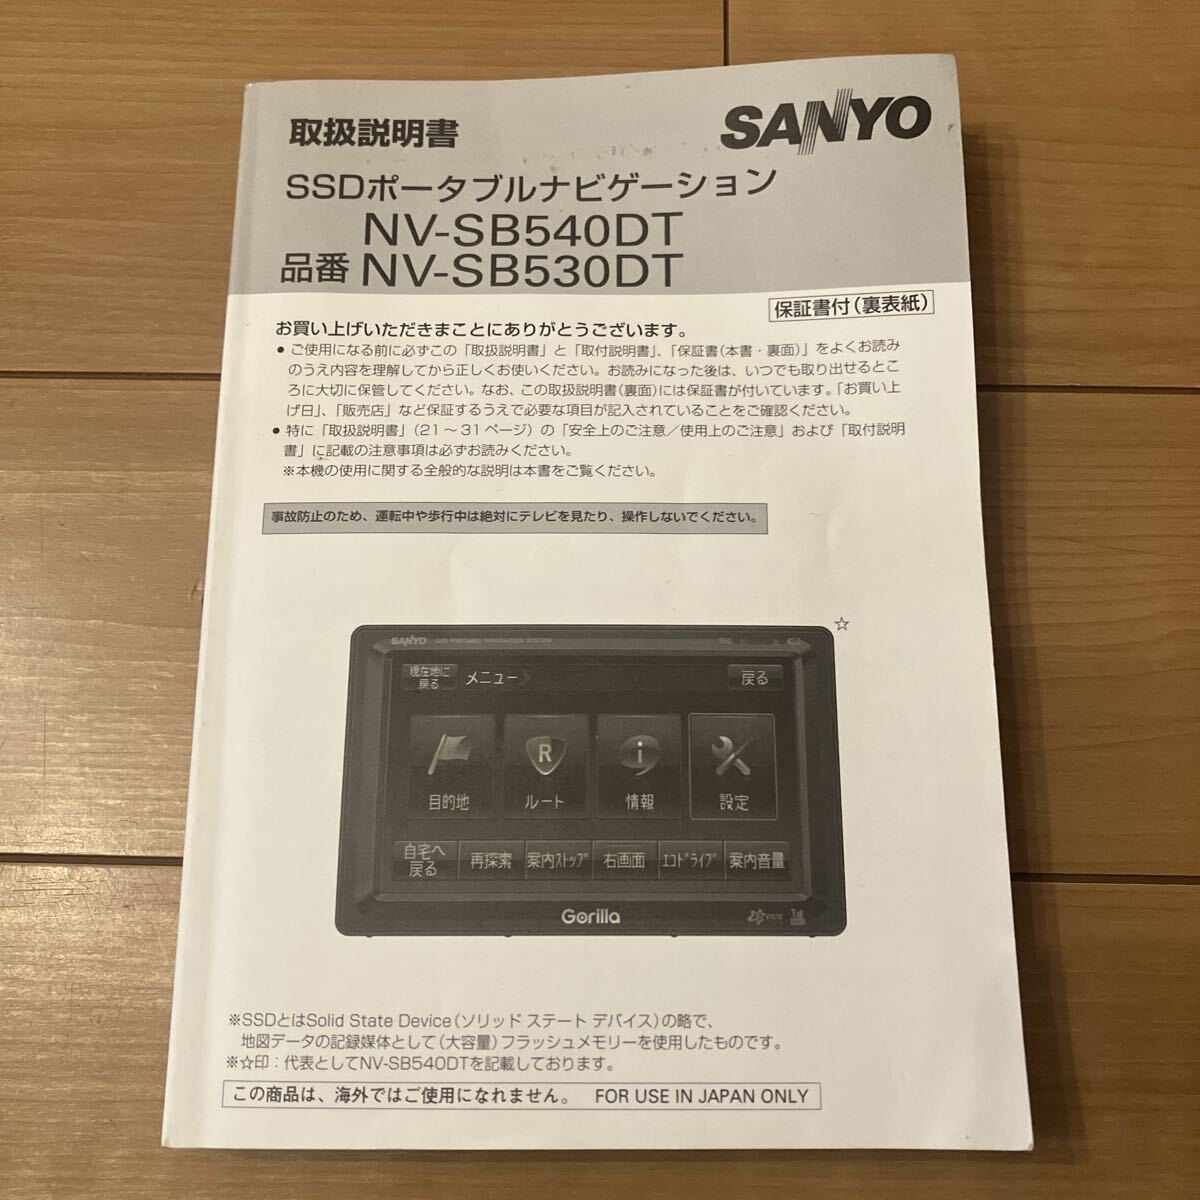 取扱説明書
SANYO
SSDポータブルナビゲーション
NV-SB540DT
品番 NV-SB530DT
保証書付(裏表紙)
お買い上げいただきまことにありがとうございます。
● ご使用になる前に必ずこの「取扱説明書」と「取付説明書」、「保証書(本書・裏面)」をよくお読み
のうえ内容を理解してから正しくお使いください。お読みになった後は、いつでも取り出せるとこ
ろに大切に保管してください。なお、この取扱説明書(裏面)には保証書が付いています。「お買い上
げ日」、「販売店」など保証するうえで必要な項目が記入されていることをご確認ください。
● 特に「取扱説明書」(21～31ページ)の「安全上のご注意／使用上のご注意」および「取付説明
書」に記載の注意事項は必ずお読みください。
※本機の使用に関する全般的な説明は本書をご覧ください。
事故防止のため、運転中や歩行中は絶対にテレビを見たり、操作しないでください。
☆
SANYO SSD PORTABLE NAVIGATION SYSTEM
現在地に
戻る
メニュー
戻る
R
i
目的地
ルート
情報
設定
自宅へ
戻る
再探索
案内ｽﾄｯﾌﾟ
右画面
ｴｺﾄﾞﾗｲﾌﾞ
案内音量
Gorilla
VICS
※SSDとはSolid State Device(ソリッド ステート デバイス)の略で、
地図データの記録媒体として(大容量)フラッシュメモリーを使用したものです。
※☆印：代表としてNV-SB540DTを記載しております。
この商品は、海外ではご使用になれません。 FOR USE IN JAPAN ONLY